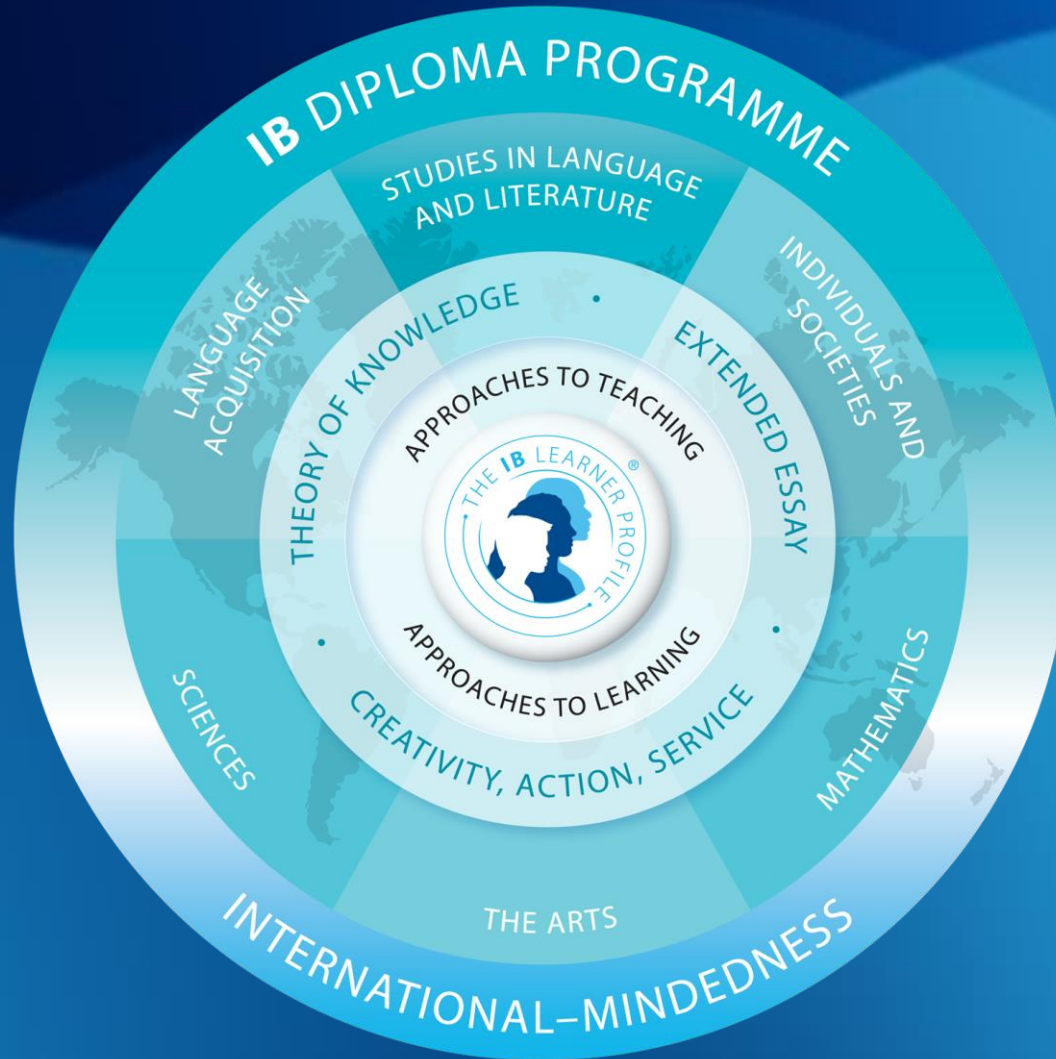 IB DIPLOMA PROGRAMME
STUDIES IN LANGUAGE
AND LITERATURE
LANGUAGE
ACQUISITION
INDIVIDUALS AND
SOCIETIES
THEORY OF KNOWLEDGE
EXTENDED ESSAY
APPROACHES TO TEACHING
THE IB LEARNER PROFILE ®
APPROACHES TO LEARNING
CREATIVITY, ACTION, SERVICE
SCIENCES
MATHEMATICS
THE ARTS
INTERNATIONAL–MINDEDNESS